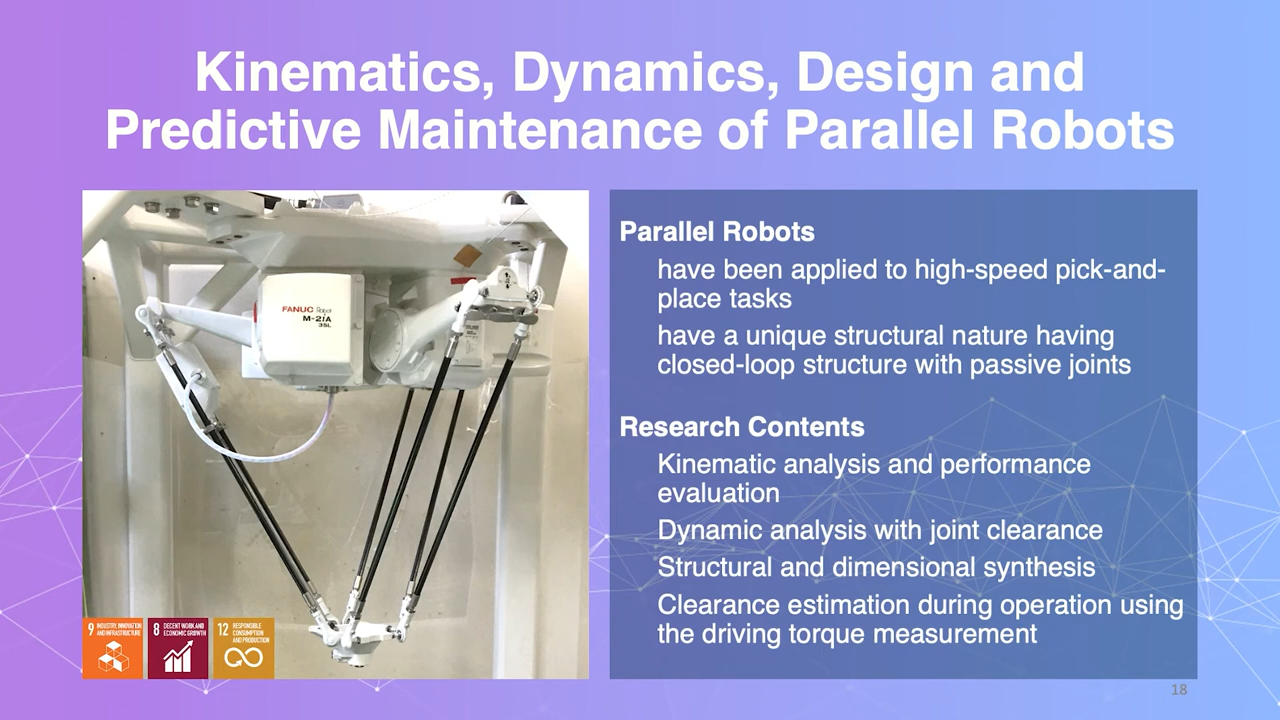 Kinematics, Dynamics, Design and
Predictive Maintenance of Parallel Robots
FANUC Robot
M-2iA
35L
9 INDUSTRY, INNOVATION
AND INFRASTRUCTURE
8 DECENT WORK AND
ECONOMIC GROWTH
12 RESPONSIBLE
CONSUMPTION
AND PRODUCTION
Parallel Robots
have been applied to high-speed pick-and-
place tasks
have a unique structural nature having
closed-loop structure with passive joints
Research Contents
Kinematic analysis and performance
evaluation
Dynamic analysis with joint clearance
Structural and dimensional synthesis
Clearance estimation during operation using
the driving torque measurement
18